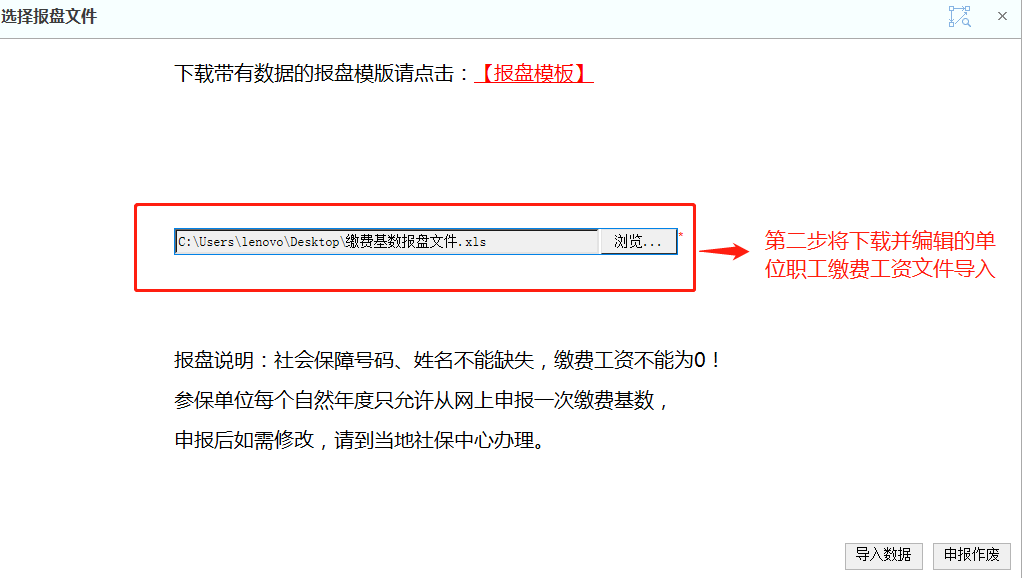 选择报盘文件
下载带有数据的报盘模版请点击：【报盘模板】
C:\Users\lenovo\Desktop\缴费基数报盘文件.xls 浏览... *
第二步将下载并编辑的单
位职工缴费工资文件导入
报盘说明：社会保障号码、姓名不能缺失，缴费工资不能为0！
参保单位每个自然年度只允许从网上申报一次缴费基数，
申报后如需修改，请到当地社保中心办理。
导入数据 申报作废